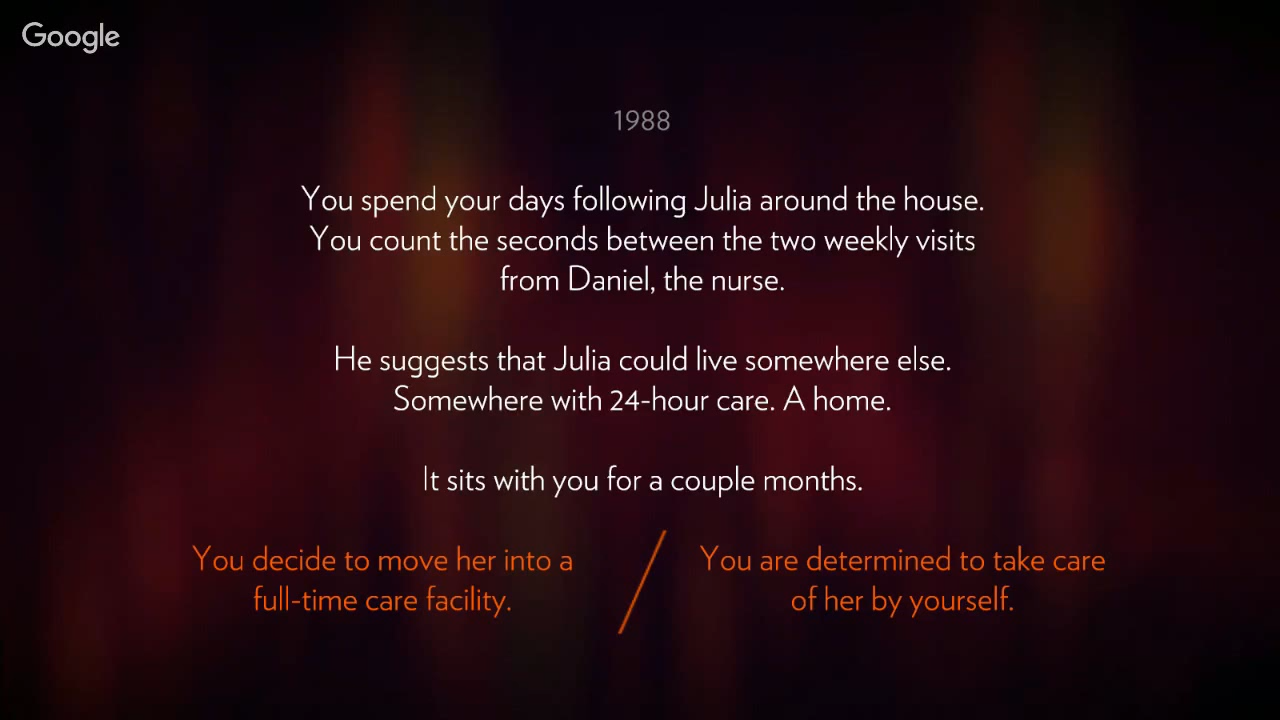 Google
1988
You spend your days following Julia around the house.
You count the seconds between the two weekly visits
from Daniel, the nurse.
He suggests that Julia could live somewhere else.
Somewhere with 24-hour care. A home.
It sits with you for a couple months.
You decide to move her into a
full-time care facility.
/
You are determined to take care
of her by yourself.